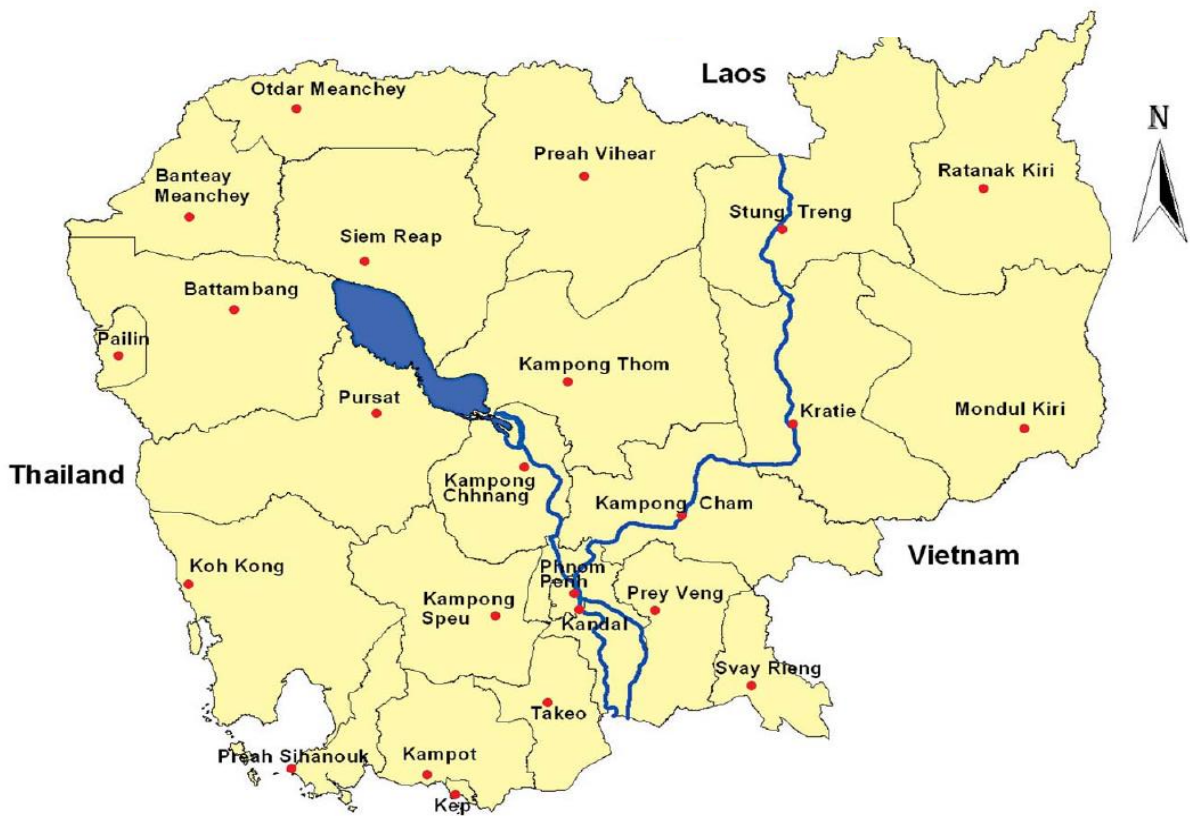 Laos
Otdar Meanchey
N
Preah Vihear
Ratanak Kiri
Banteay
Meanchey
Stung Treng
Siem Reap
Battambang
Pailin
Kampong Thom
Pursat
Kratie
Mondul Kiri
Thailand
Kampong
Chhnang
Kampong Cham
Vietnam
Koh Kong
Phnom
Penh
Kampong
Speu
Prey Veng
Kandal
Svay Rieng
Takeo
Preah Sihanouk
Kampot
Kep